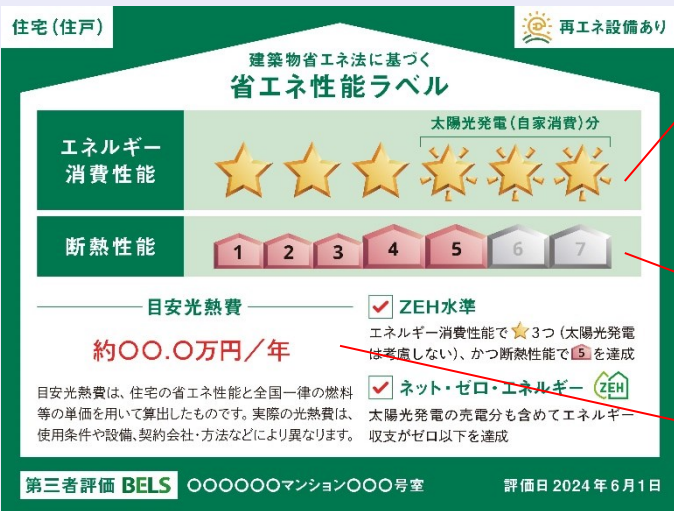 住宅(住戸)
再エネ設備あり
建築物省エネ法に基づく
省エネ性能ラベル
エネルギー
消費性能
太陽光発電(自家消費)分
断熱性能
1 2 3 4 5 6 7
目安光熱費
約〇〇.〇万円/年
目安光熱費は、住宅の省エネ性能と全国一律の燃料
等の単価を用いて算出したものです。実際の光熱費は、
使用条件や設備、契約会社・方法などにより異なります。
ZEH水準
エネルギー消費性能で⭐3つ(太陽光発電
は考慮しない)、かつ断熱性能で5を達成
ネット・ゼロ・エネルギー ZEH
太陽光発電の売電分も含めてエネルギー
収支がゼロ以下を達成
第三者評価 BELS 〇〇〇〇〇〇マンション〇〇〇号室 評価日 2024年6月1日